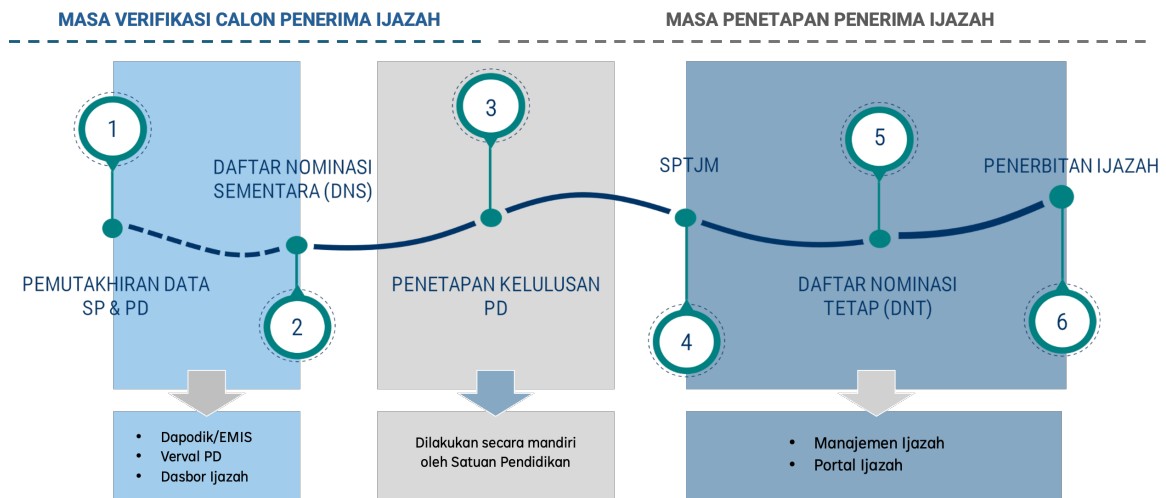 MASA VERIFIKASI CALON PENERIMA IJAZAH
MASA PENETAPAN PENERIMA IJAZAH
1
PEMUTAKHIRAN DATA
SP & PD
DAFTAR NOMINASI
SEMENTARA (DNS)
2
3
PENETAPAN KELULUSAN
PD
SPTJM
4
5
DAFTAR NOMINASI
TETAP (DNT)
PENERBITAN IJAZAH
6
• Dapodik/EMIS
• Verval PD
• Dasbor Ijazah
Dilakukan secara mandiri
oleh Satuan Pendidikan
• Manajemen Ijazah
• Portal Ijazah